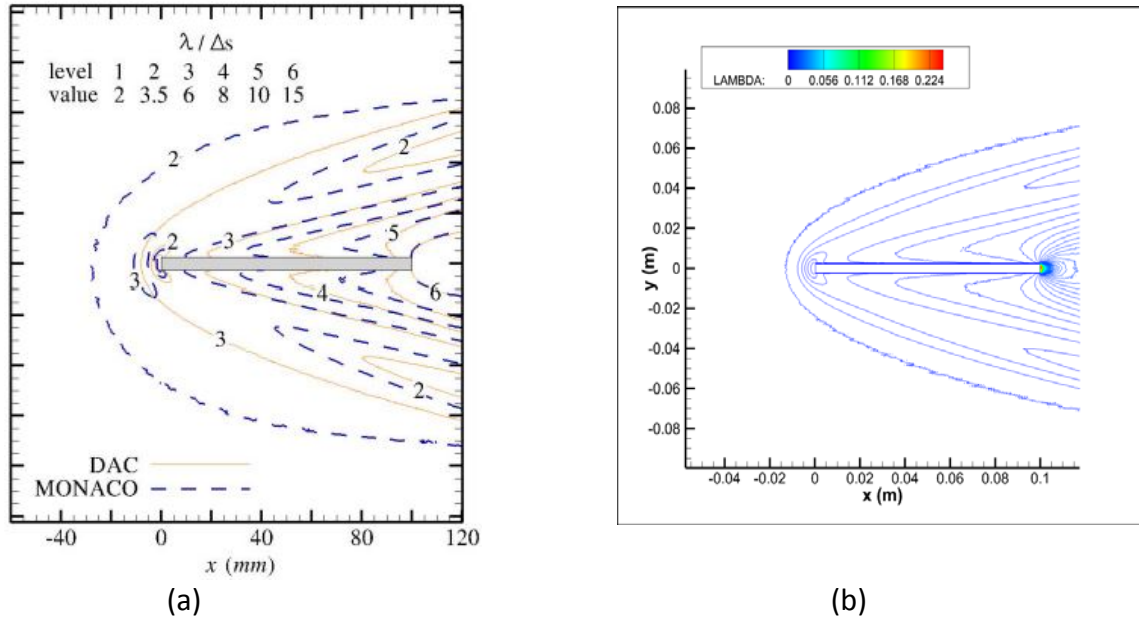 λ / Δs
level 1 2 3 4 5 6
value 2 3.5 6 8 10 15
2
2
2
3
5
3
4
6
3
2
DAC
MONACO
-40 0 40 80 120
x (mm)
(a)
LAMBDA: 0 0.056 0.112 0.168 0.224
0.08
0.06
0.04
0.02
0
-0.02
-0.04
-0.06
-0.08
y (m)
-0.04 -0.02 0 0.02 0.04 0.06 0.08 0.1
x (m)
(b)